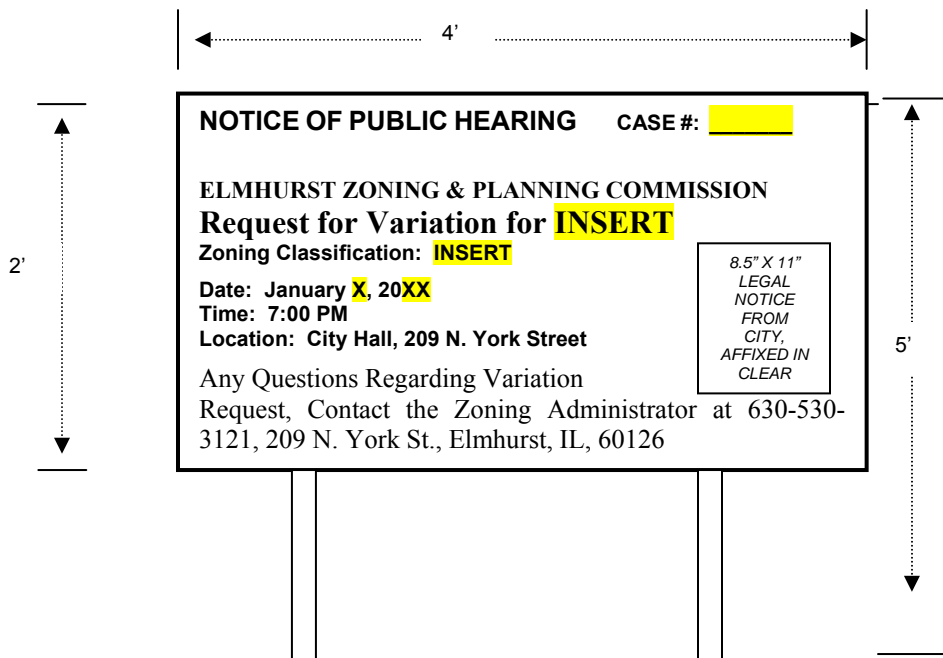 4’
NOTICE OF PUBLIC HEARING CASE #: _______
ELMHURST ZONING & PLANNING COMMISSION
Request for Variation for INSERT
Zoning Classification: INSERT
Date: January X, 20XX
Time: 7:00 PM
Location: City Hall, 209 N. York Street
Any Questions Regarding Variation
Request, Contact the Zoning Administrator at 630-530-
3121, 209 N. York St., Elmhurst, IL, 60126
8.5” X 11”
LEGAL
NOTICE
FROM
CITY,
AFFIXED IN
CLEAR
2’
5’